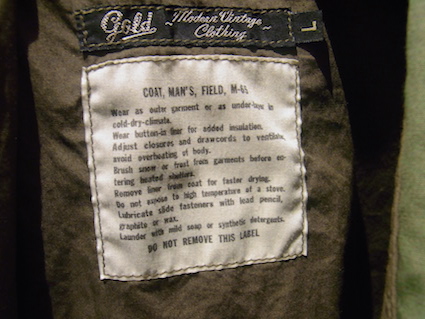 Gold Modern Vintage Clothing L
COAT, MAN'S, FIELD, M-65
Wear as outer garment or as under-layer in
cold-dry-climate.
Wear button-in liner for added insulation.
Adjust closures and drawcords to ventilate,
avoid overheating of body.
Brush snow or frost from garments before en-
tering heated shelters.
Remove liner from coat for faster drying.
Do not expose to high temperature of a stove.
Lubricate slide fasteners with lead pencil,
graphite or wax.
Launder with mild soap or synthetic detergents.
DO NOT REMOVE THIS LABEL